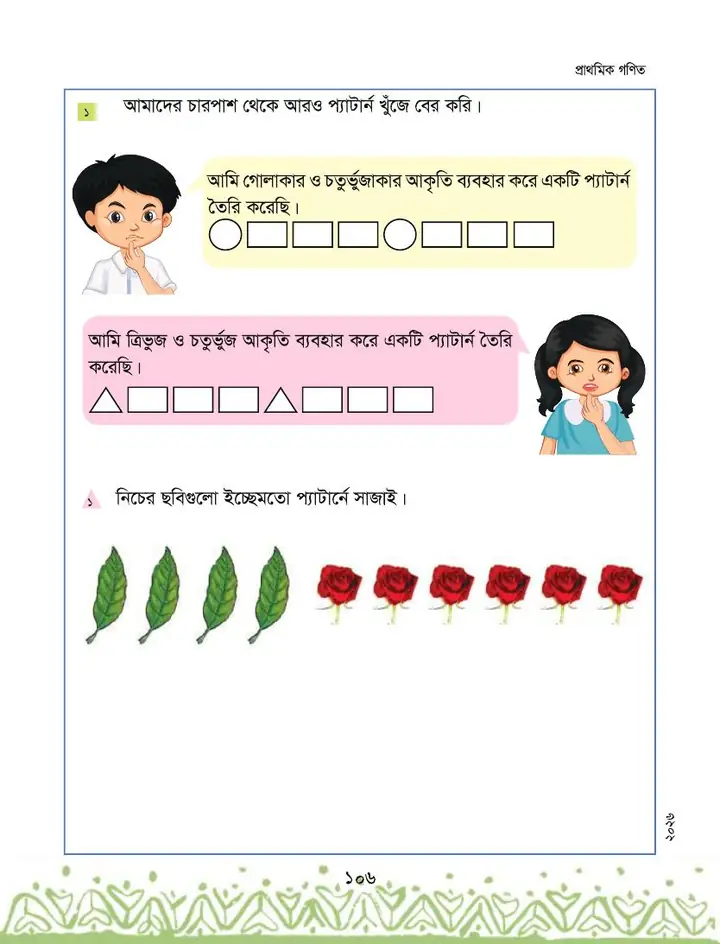 প্রাথমিক গণিত
১ আমাদের চারপাশ থেকে আরও প্যাটার্ন খুঁজে বের করি।
আমি গোলাকার ও চতুর্ভুজাকার আকৃতি ব্যবহার করে একটি প্যাটার্ন
তৈরি করেছি।
আমি ত্রিভুজ ও চতুর্ভুজ আকৃতি ব্যবহার করে একটি প্যাটার্ন তৈরি
করেছি।
১ নিচের ছবিগুলো ইচ্ছেমতো প্যাটার্নে সাজাই।
২০২৬
১০৬